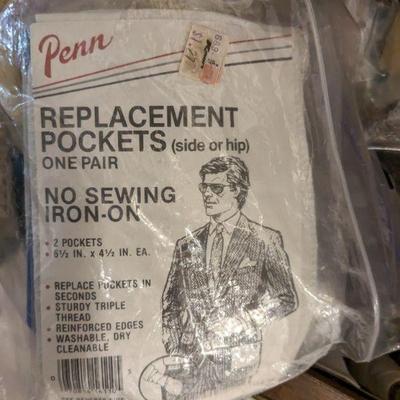 Penn
REPLACEMENT
POCKETS (side or hip)
ONE PAIR
NO SEWING
IRON-ON
• 2 POCKETS
• 6½ IN. x 4½ IN. EA.
• REPLACE POCKETS IN
SECONDS
• STURDY TRIPLE
THREAD
• REINFORCED EDGES
• WASHABLE, DRY
CLEANABLE